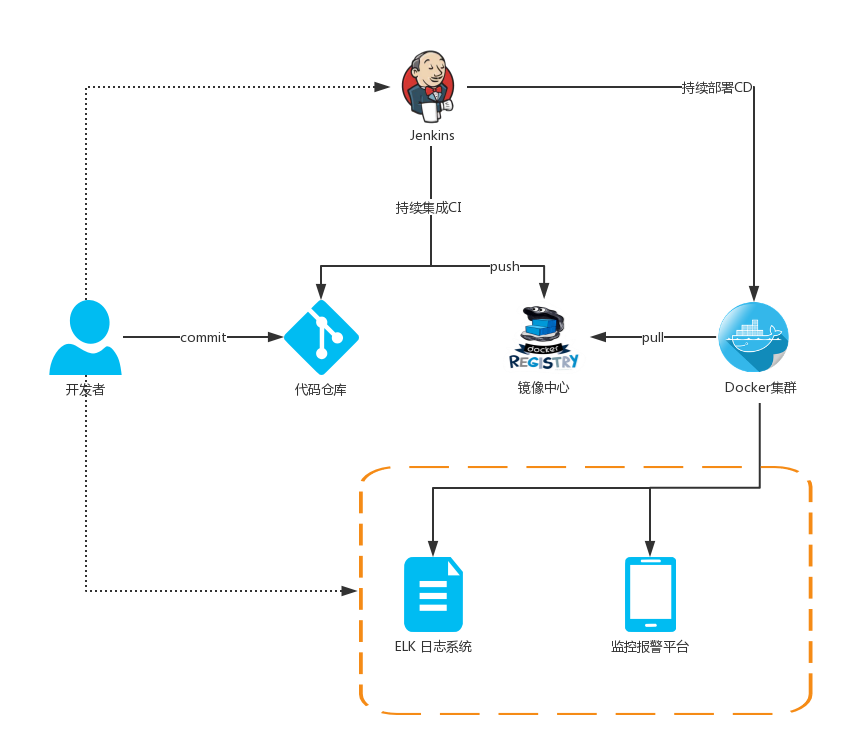 持续部署CD
Jenkins
持续集成CI
push
commit
pull
docker
REGISTRY
开发者
代码仓库
镜像中心
Docker集群
ELK 日志系统
监控报警平台